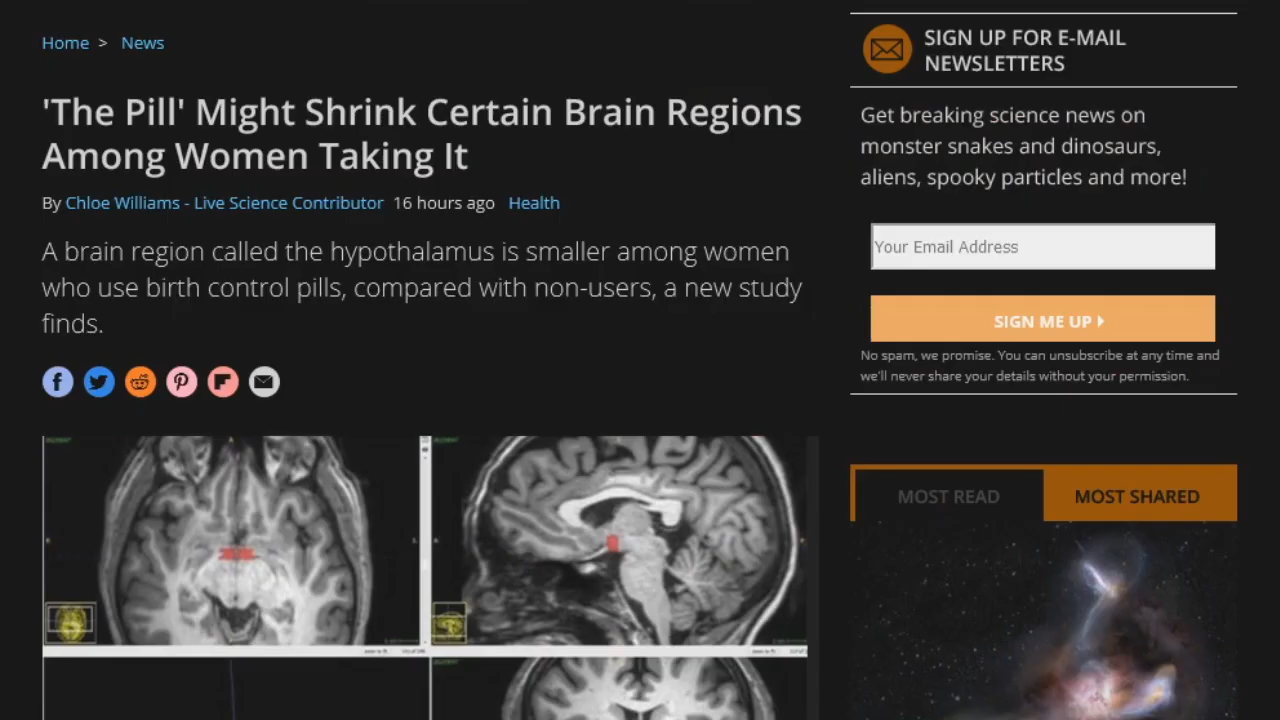 Home > News
'The Pill' Might Shrink Certain Brain Regions
Among Women Taking It
By Chloe Williams - Live Science Contributor 16 hours ago Health
A brain region called the hypothalamus is smaller among women
who use birth control pills, compared with non-users, a new study
finds.
SIGN UP FOR E-MAIL
NEWSLETTERS
Get breaking science news on
monster snakes and dinosaurs,
aliens, spooky particles and more!
Your Email Address
SIGN ME UP
No spam, we promise. You can unsubscribe at any time and
we'll never share your details without your permission.
MOST READ
MOST SHARED